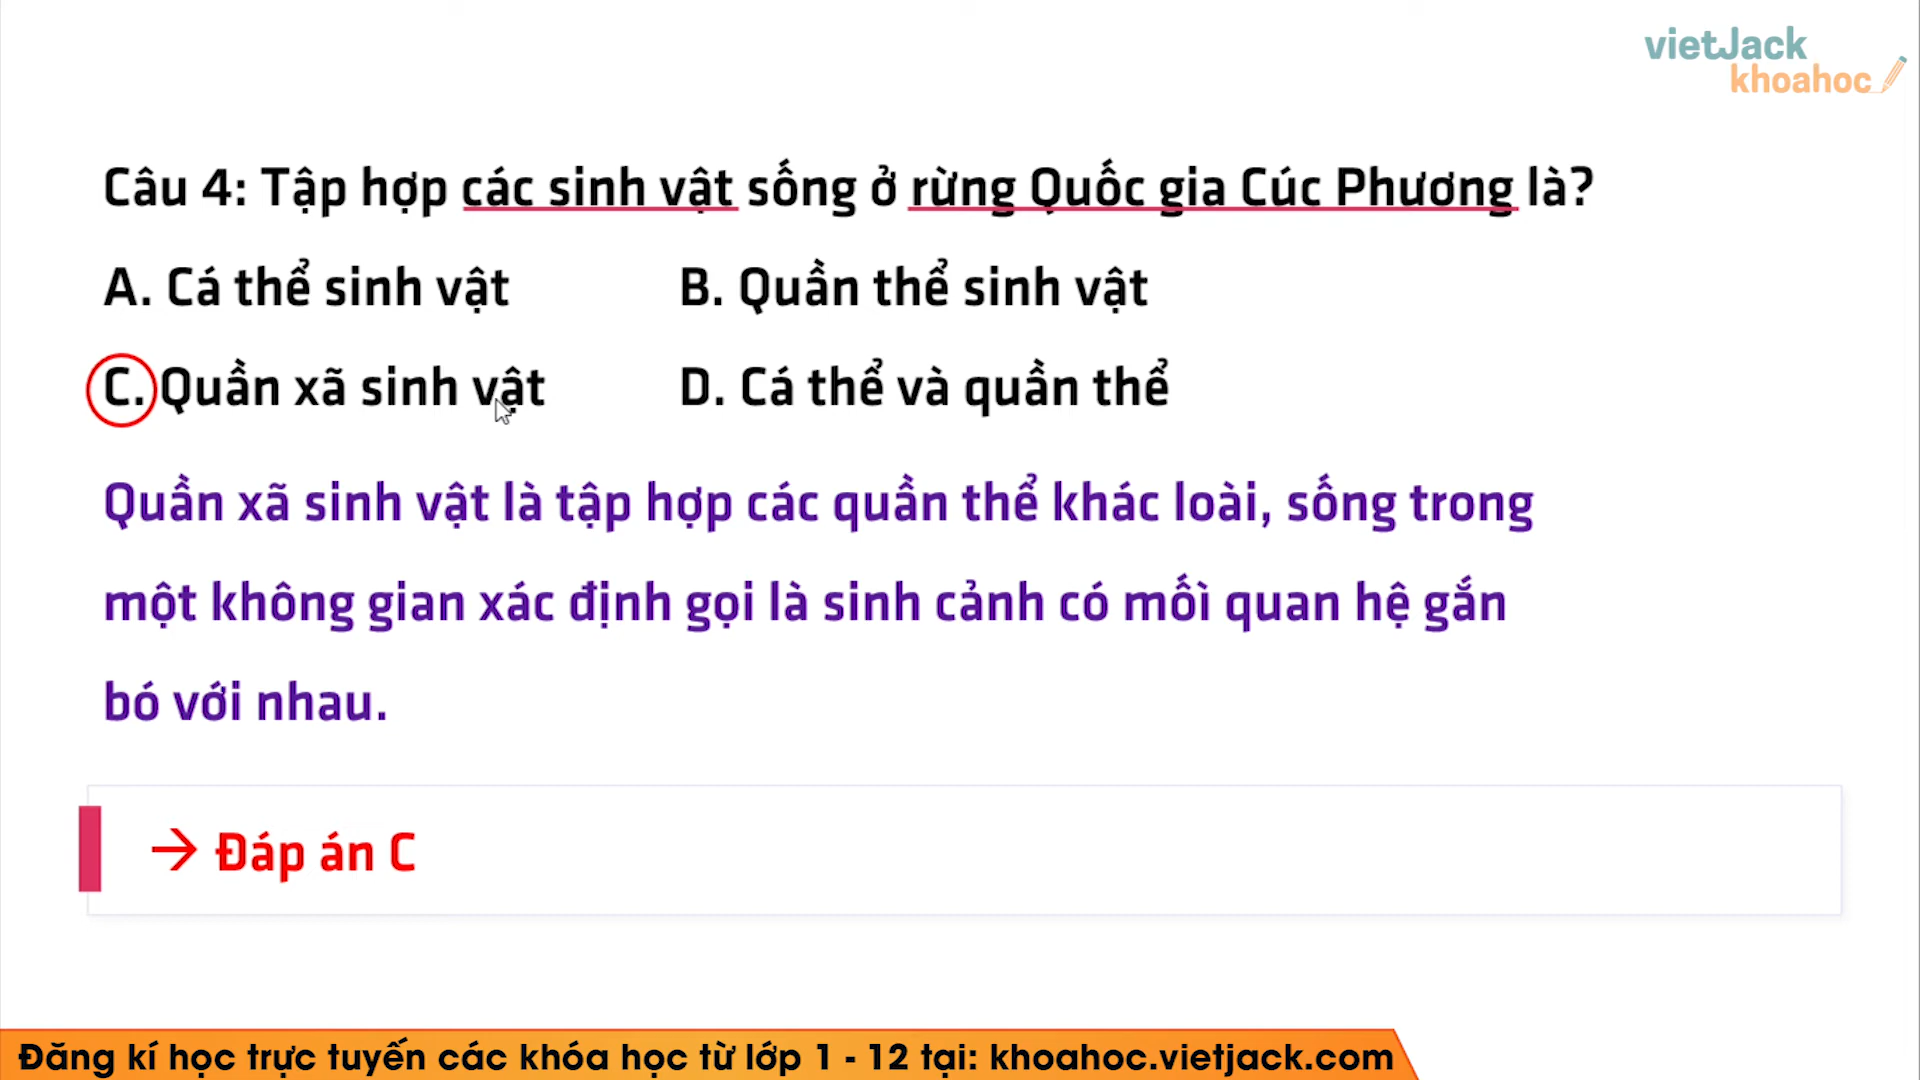 vietJack
khoahoc
Câu 4: Tập hợp các sinh vật sống ở rừng Quốc gia Cúc Phương là?
A. Cá thể sinh vật B. Quần thể sinh vật
C. Quần xã sinh vật D. Cá thể và quần thể
Quần xã sinh vật là tập hợp các quần thể khác loài, sống trong
một không gian xác định gọi là sinh cảnh có mốì quan hệ gắn
bó với nhau.
→ Đáp án C
Đăng kí học trực tuyến các khóa học từ lớp 1 - 12 tại: khoahoc.vietjack.com